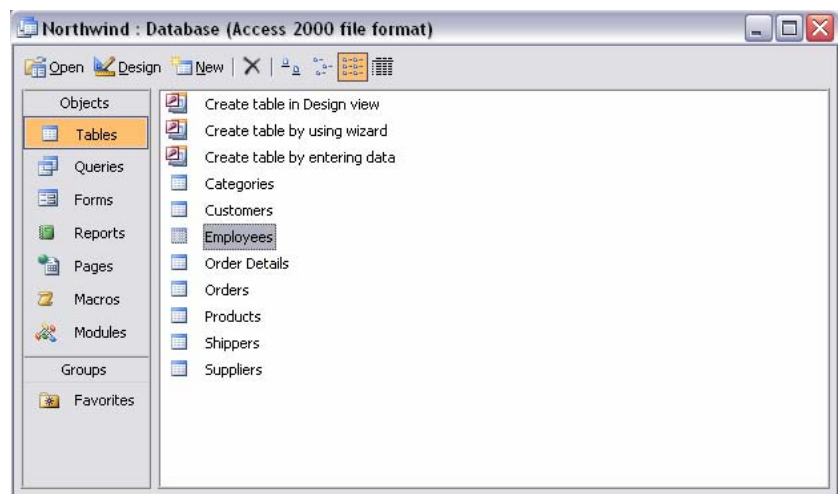 Northwind : Database (Access 2000 file format)
Open Design New
Objects
Tables
Queries
Forms
Reports
Pages
Macros
Modules
Groups
Favorites
Create table in Design view
Create table by using wizard
Create table by entering data
Categories
Customers
Employees
Order Details
Orders
Products
Shippers
Suppliers